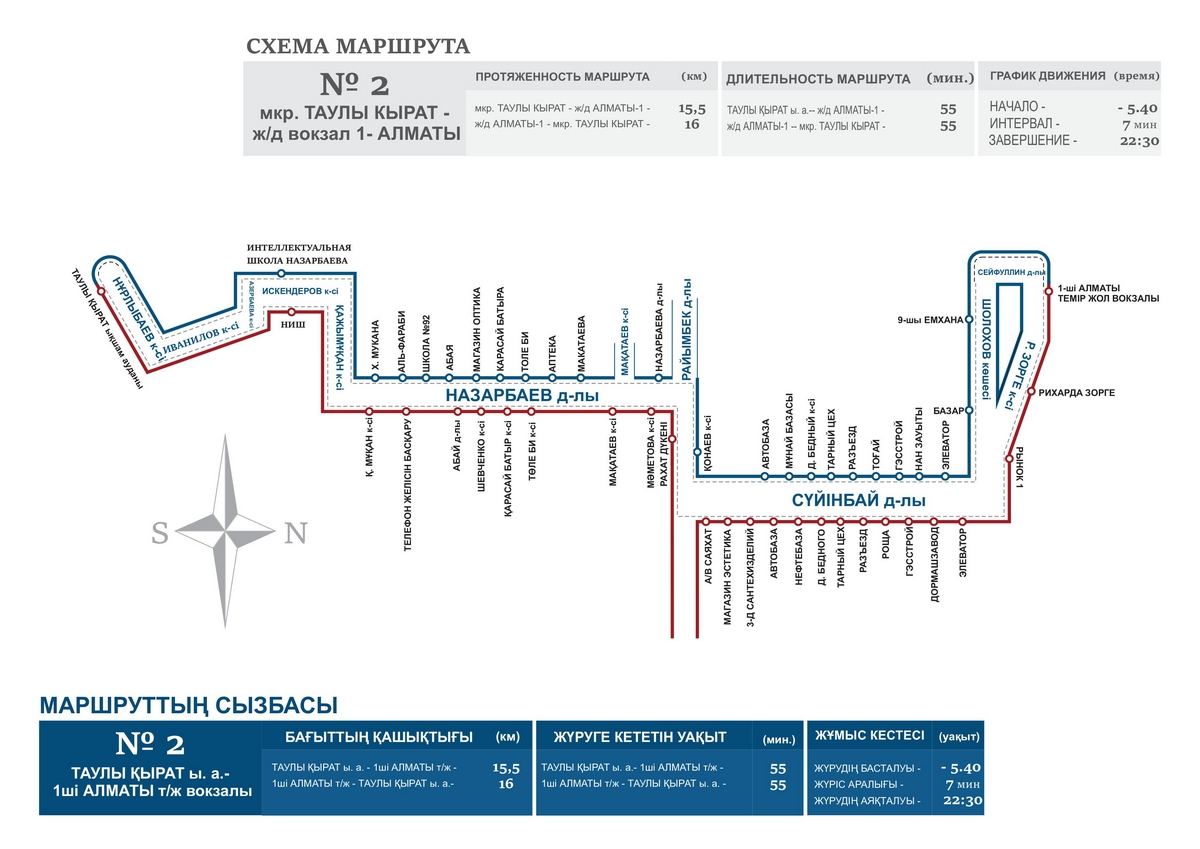 СХЕМА МАРШРУТА
№ 2
мкр. ТАУЛЫ КЫРАТ -
ж/д вокзал 1- АЛМАТЫ
ПРОТЯЖЕННОСТЬ МАРШРУТА (км)
мкр. ТАУЛЫ КЫРАТ - ж/д АЛМАТЫ-1 - 15,5
ж/д АЛМАТЫ-1 - мкр. ТАУЛЫ КЫРАТ - 16
ДЛИТЕЛЬНОСТЬ МАРШРУТА (мин.)
ТАУЛЫ ҚЫРАТ ы. а.-- ж/д АЛМАТЫ-1 - 55
ж/д АЛМАТЫ-1 -- мкр. ТАУЛЫ КЫРАТ - 55
ГРАФИК ДВИЖЕНИЯ (время)
НАЧАЛО - - 5.40
ИНТЕРВАЛ - 7 мин
ЗАВЕРШЕНИЕ - 22:30
ТАУЛЫ ҚЫРАТ ықшам ауданы
НҰРЛЫБАЕВ к-сі
ИВАНИЛОВ к-сі
АЗЕРБАЕВА к-сі
ИНТЕЛЛЕКТУАЛЬНАЯ
ШКОЛА НАЗАРБАЕВА
ИСКЕНДЕРОВ к-сі
НИШ
ҚАЖЫМҰҚАН к-сі
Х. МУКАНА
АЛЬ-ФАРАБИ
ШКОЛА №92
АБАЯ
МАГАЗИН ОПТИКА
КАРАСАЙ БАТЫРА
ТОЛЕ БИ
АПТЕКА
МАКАТАЕВА
МАҚАТАЕВ к-сі
НАЗАРБАЕВА д-лы
РАЙЫМБЕК д-лы
НАЗАРБАЕВ д-лы
Қ. МҰҚАН к-сі
ТЕЛЕФОН ЖЕЛІСІН БАСҚАРУ
АБАЙ д-лы
ШЕВЧЕНКО к-сі
ҚАРАСАЙ БАТЫР к-сі
ТӨЛЕ БИ к-сі
МАҚАТАЕВ к-сі
МӘМЕТОВА к-сі
РАХАТ ДҮКЕНІ
ҚОНАЕВ к-сі
АВТОБАЗА
МҰНАЙ БАЗАСЫ
Д. БЕДНЫЙ к-сі
ТАРНЫЙ ЦЕХ
РАЗЪЕЗД
ТОҒАЙ
ГЭССТРОЙ
НАН ЗАУЫТЫ
ЭЛЕВАТОР
БАЗАР
9-шы ЕМХАНА
СЕЙФУЛЛИН д-лы
ШОЛОХОВ көшесі
Р. ЗОРГЕ к-сі
1-ші АЛМАТЫ
ТЕМІР ЖОЛ ВОКЗАЛЫ
РИХАРДА ЗОРГЕ
РЫНОК 1
СҮЙІНБАЙ д-лы
А/В САЯХАТ
МАГАЗИН ЭСТЕТИКА
З-Д САНТЕХИЗДЕЛИЙ
АВТОБАЗА
НЕФТЕБАЗА
Д. БЕДНОГО
ТАРНЫЙ ЦЕХ
РАЗЪЕЗД
РОЩА
ГЭССТРОЙ
ДОРМАШЗАВОД
ЭЛЕВАТОР
S N
МАРШРУТТЫҢ СЫЗБАСЫ
№ 2
ТАУЛЫ ҚЫРАТ ы. а.-
1ші АЛМАТЫ т/ж вокзалы
БАҒЫТТЫҢ ҚАШЫҚТЫҒЫ (км)
ТАУЛЫ ҚЫРАТ ы. а. - 1ші АЛМАТЫ т/ж - 15,5
1ші АЛМАТЫ т/ж - ТАУЛЫ ҚЫРАТ ы. а.- 16
ЖҮРУГЕ КЕТЕТІН УАҚЫТ (мин.)
ТАУЛЫ ҚЫРАТ ы. а.- 1ші АЛМАТЫ т/ж - 55
1ші АЛМАТЫ т/ж - ТАУЛЫ ҚЫРАТ ы. а. - 55
ЖҰМЫС КЕСТЕСІ (уақыт)
ЖҮРУДІҢ БАСТАЛУЫ - - 5.40
ЖҮРІС АРАЛЫҒЫ - 7 мин
ЖҮРУДІҢ АЯҚТАЛУЫ - 22:30